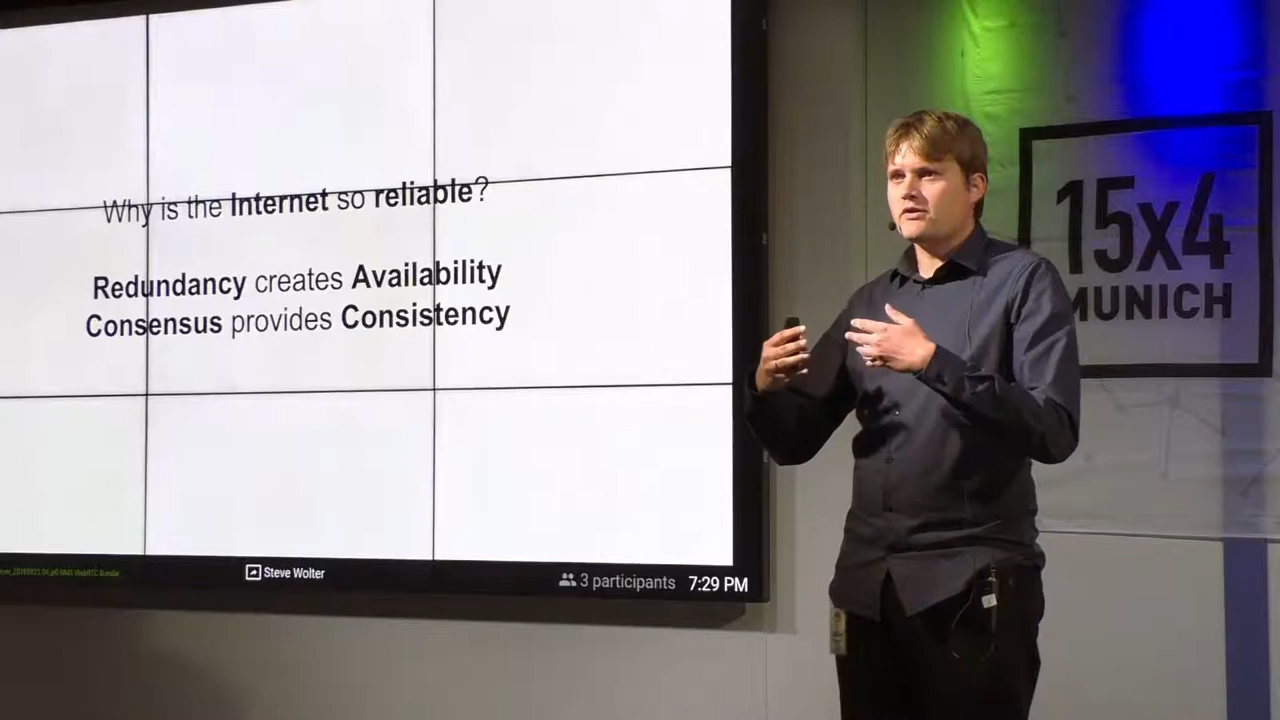 Why is the Internet so reliable?
Redundancy creates Availability
Consensus provides Consistency
Steve Wolter
3 participants 7:29 PM
15x4
MUNICH